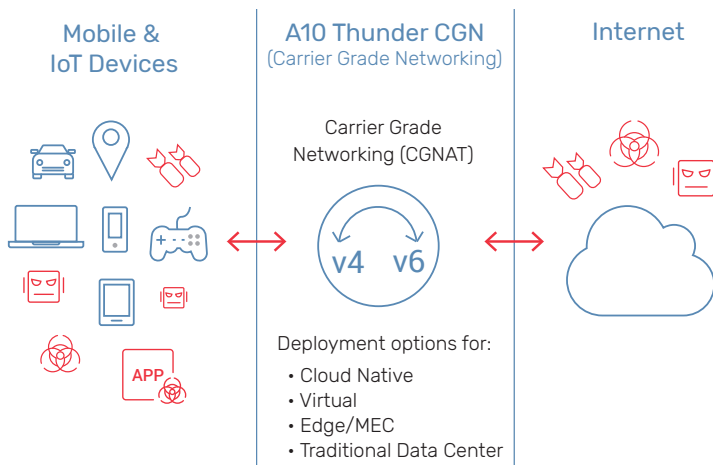 Mobile &
IoT Devices
APP
A10 Thunder CGN
(Carrier Grade Networking)
Carrier Grade
Networking (CGNAT)
v4 v6
Deployment options for:
• Cloud Native
• Virtual
• Edge/MEC
• Traditional Data Center
Internet